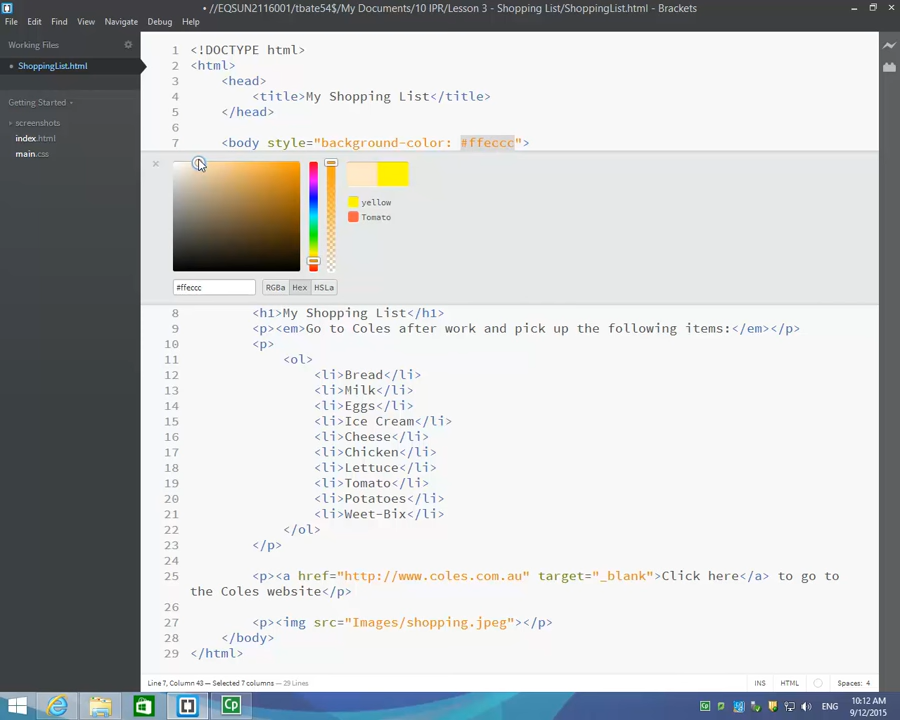 • //EQSUN2116001/tbate54$/My Documents/10 IPR/Lesson 3 - Shopping List/ShoppingList.html - Brackets
File Edit Find View Navigate Debug Help
Working Files
• ShoppingList.html
Getting Started
screenshots
index.html
main.css
1 <!DOCTYPE html>
2 <html>
3 <head>
4 <title>My Shopping List</title>
5 </head>
6
7 <body style="background-color: #ffeccc">
yellow
Tomato
#ffeccc RGBa Hex HSLa
8 <h1>My Shopping List</h1>
9 <p><em>Go to Coles after work and pick up the following items:</em></p>
10 <p>
11 <ol>
12 <li>Bread</li>
13 <li>Milk</li>
14 <li>Eggs</li>
15 <li>Ice Cream</li>
16 <li>Cheese</li>
17 <li>Chicken</li>
18 <li>Lettuce</li>
19 <li>Tomato</li>
20 <li>Potatoes</li>
21 <li>Weet-Bix</li>
22 </ol>
23 </p>
24
25 <p><a href="http://www.coles.com.au" target="_blank">Click here</a> to go to
the Coles website</p>
26
27 <p><img src="Images/shopping.jpeg"></p>
28 </body>
29 </html>
Line 7, Column 43 — Selected 7 columns — 29 Lines INS HTML Spaces: 4
Cp ENG 10:12 AM
9/12/2015